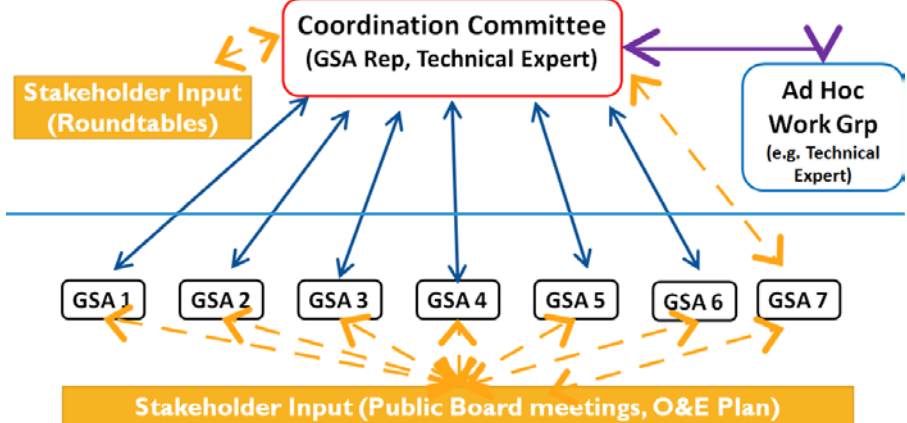 Coordination Committee
(GSA Rep, Technical Expert)
Stakeholder Input
(Roundtables)
Ad Hoc
Work Grp
(e.g. Technical
Expert)
GSA 1
GSA 2
GSA 3
GSA 4
GSA 5
GSA 6
GSA 7
Stakeholder Input (Public Board meetings, O&E Plan)